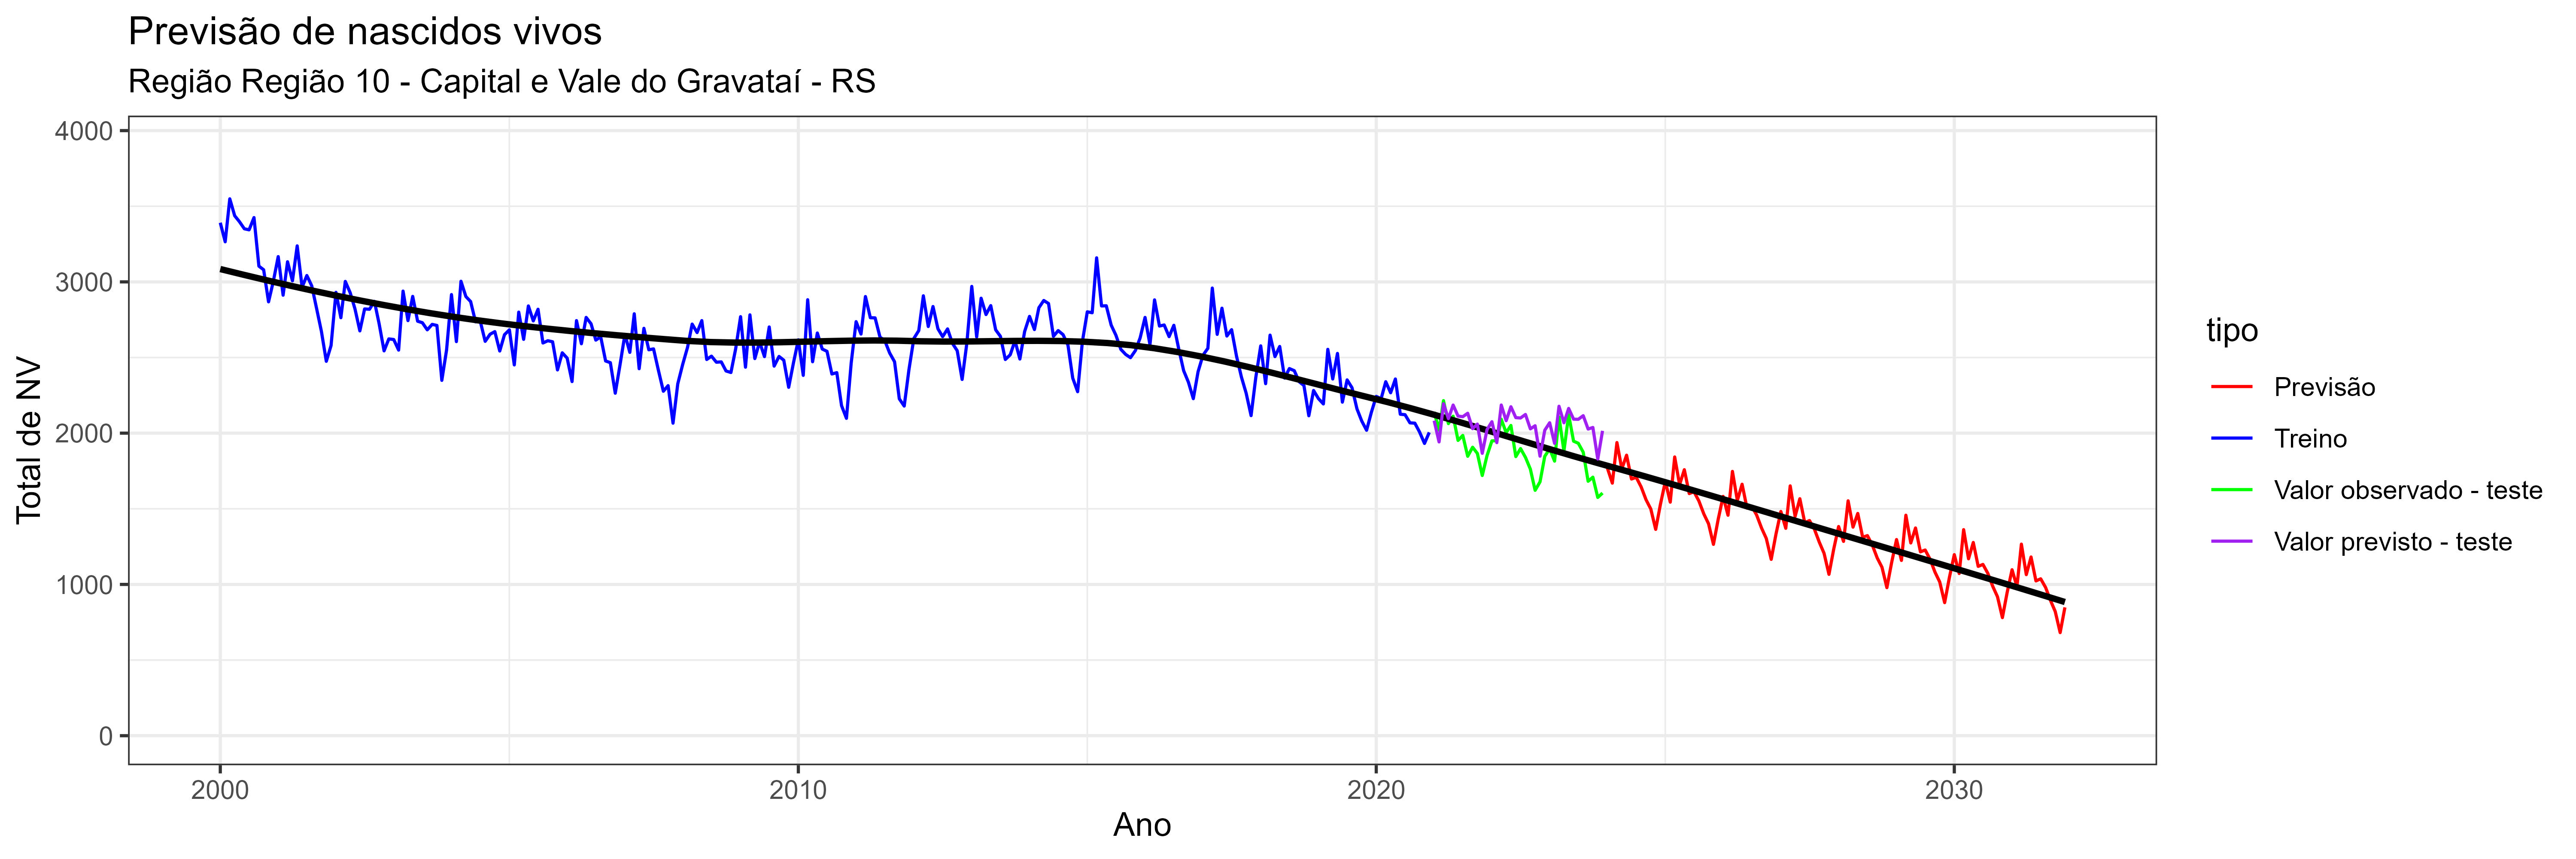 Previsão de nascidos vivos
Região Região 10 - Capital e Vale do Gravataí - RS
Total de NV
4000
3000
2000
1000
0
2000
2010
2020
2030
Ano
tipo
Previsão
Treino
Valor observado - teste
Valor previsto - teste